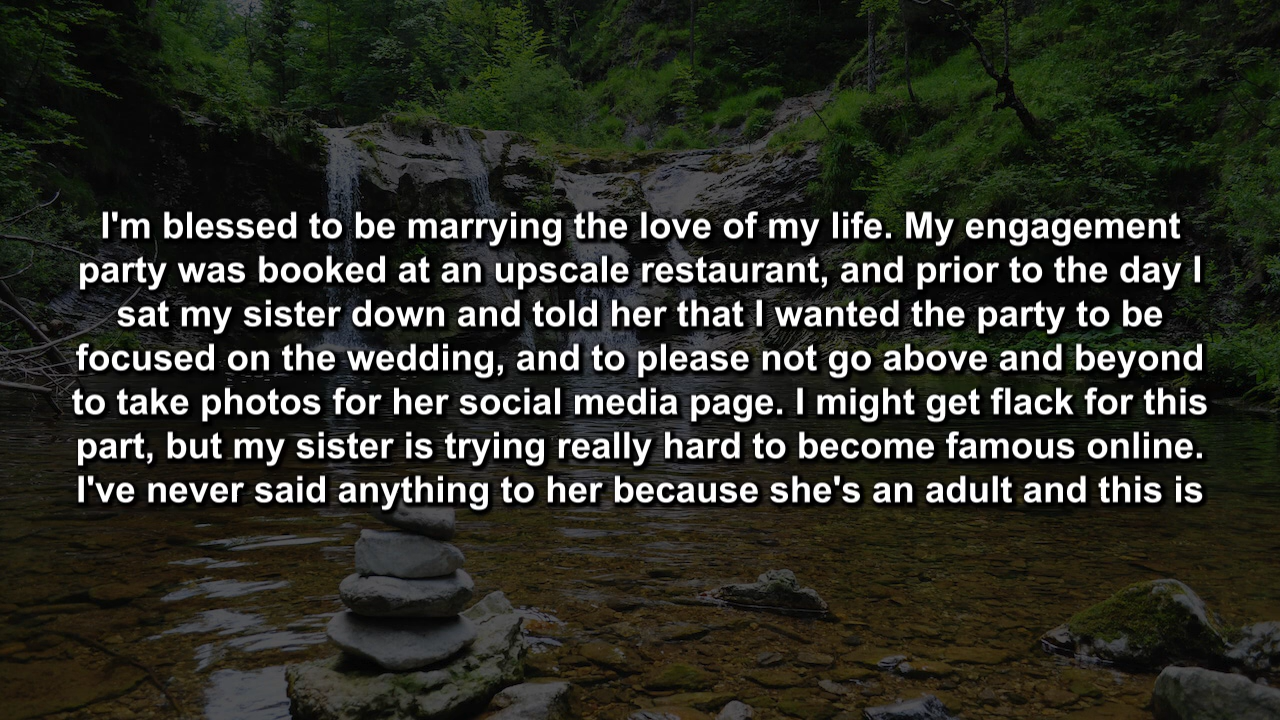 I'm blessed to be marrying the love of my life. My engagement
party was booked at an upscale restaurant, and prior to the day I
sat my sister down and told her that I wanted the party to be
focused on the wedding, and to please not go above and beyond
to take photos for her social media page. I might get flack for this
part, but my sister is trying really hard to become famous online.
I've never said anything to her because she's an adult and this is